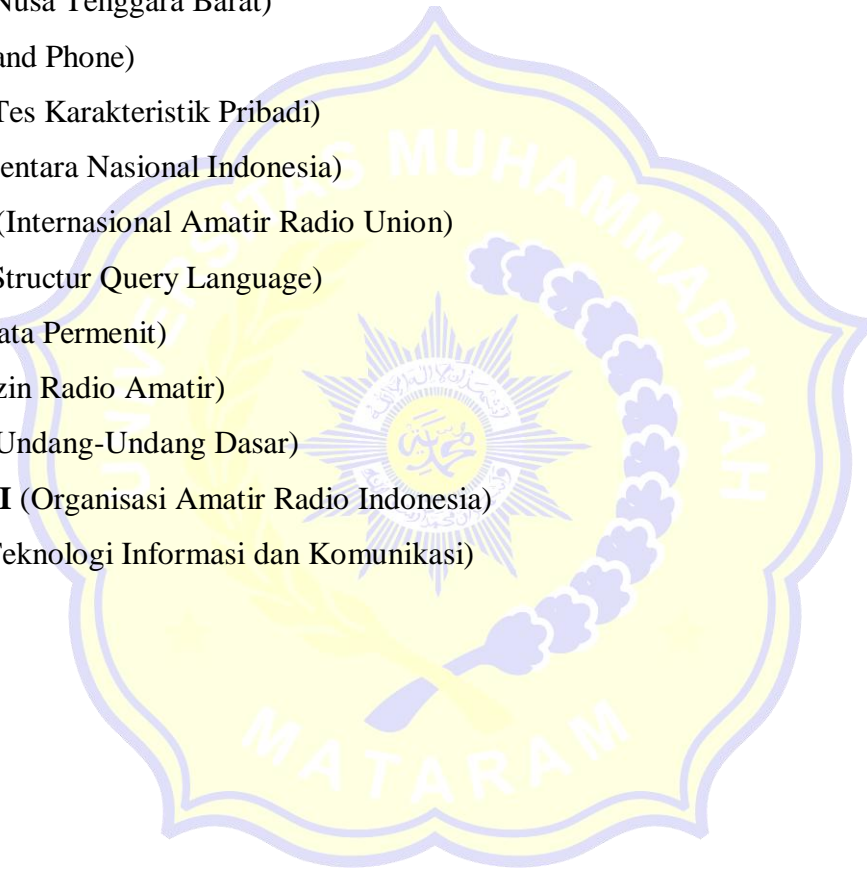 Nusa Tenggara Barat)
and Phone)
Tes Karakteristik Pribadi)
entara Nasional Indonesia)
(Internasional Amatir Radio Union)
Structur Query Language)
ata Permenit)
zin Radio Amatir)
Undang-Undang Dasar)
I (Organisasi Amatir Radio Indonesia)
Teknologi Informasi dan Komunikasi)
UNIVERSITAS MUHAMMADIYAH
MATARAM